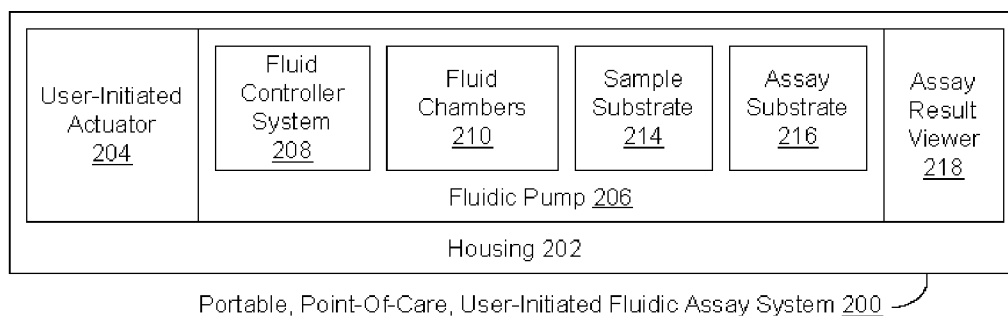 User-Initiated
Actuator
204
Fluid
Controller
System
208
Fluid
Chambers
210
Sample
Substrate
214
Assay
Substrate
216
Assay
Result
Viewer
218
Fluidic Pump 206
Housing 202
Portable, Point-Of-Care, User-Initiated Fluidic Assay System 200